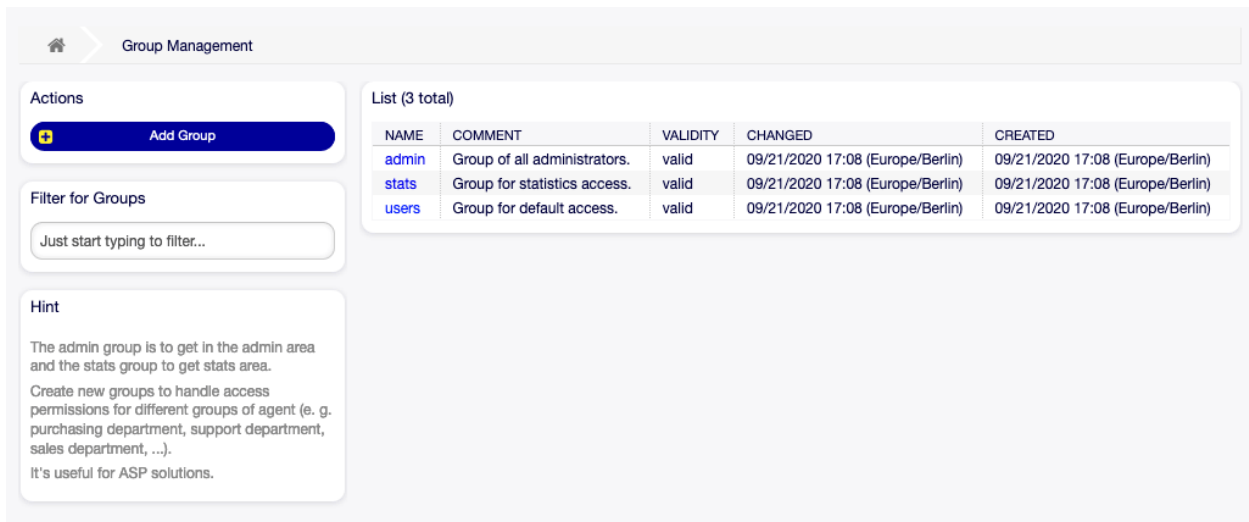 Group Management
Actions
Add Group
Filter for Groups
Just start typing to filter...
Hint
The admin group is to get in the admin area
and the stats group to get stats area.
Create new groups to handle access
permissions for different groups of agent (e. g.
purchasing department, support department,
sales department, ...).
It's useful for ASP solutions.
List (3 total)
NAME COMMENT VALIDITY CHANGED CREATED
admin Group of all administrators. valid 09/21/2020 17:08 (Europe/Berlin) 09/21/2020 17:08 (Europe/Berlin)
stats Group for statistics access. valid 09/21/2020 17:08 (Europe/Berlin) 09/21/2020 17:08 (Europe/Berlin)
users Group for default access. valid 09/21/2020 17:08 (Europe/Berlin) 09/21/2020 17:08 (Europe/Berlin)